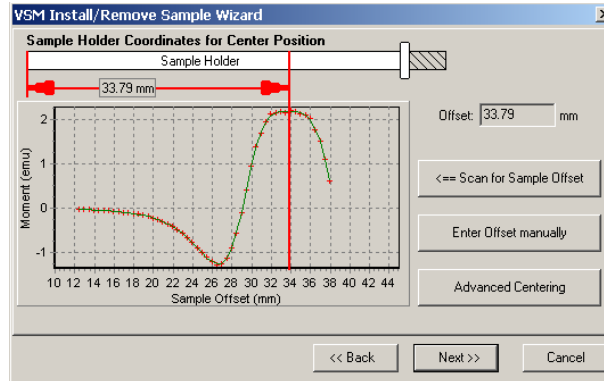 VSM Install/Remove Sample Wizard
Sample Holder Coordinates for Center Position
Sample Holder
33.79 mm
Offset: 33.79 mm
<== Scan for Sample Offset
Enter Offset manually
Advanced Centering
Moment (emu)
2
1
0
-1
10 12 14 16 18 20 22 24 26 28 30 32 34 36 38 40 42 44
Sample Offset (mm)
<< Back
Next >>
Cancel